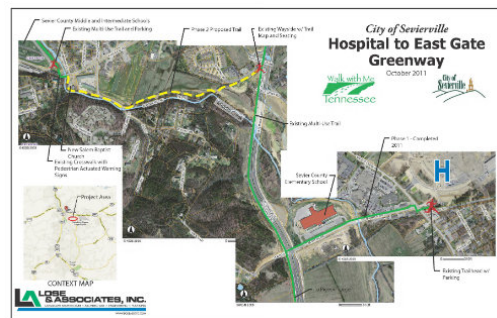 Sevier County Middle and Intermediate Schools
Existing Multi-Use Trail and Parking
Phase 2 Proposed Trail
Existing Wayside w/ Trail
Map and Seating
City of Sevierville
Hospital to East Gate
Greenway
October 2011
Walk with Me
Tennessee
City of
Sevierville
Existing Multi-Use Trail
New Salem Baptist
Church
Existing Crosswalk with
Pedestrian Actuated Warning
Signs
Phase 1 - Completed
2011
Sevier County
Elementary School
H
Project Area
CONTEXT MAP
Existing Trailhead w/
Parking
LA
LOSE
& ASSOCIATES, INC.